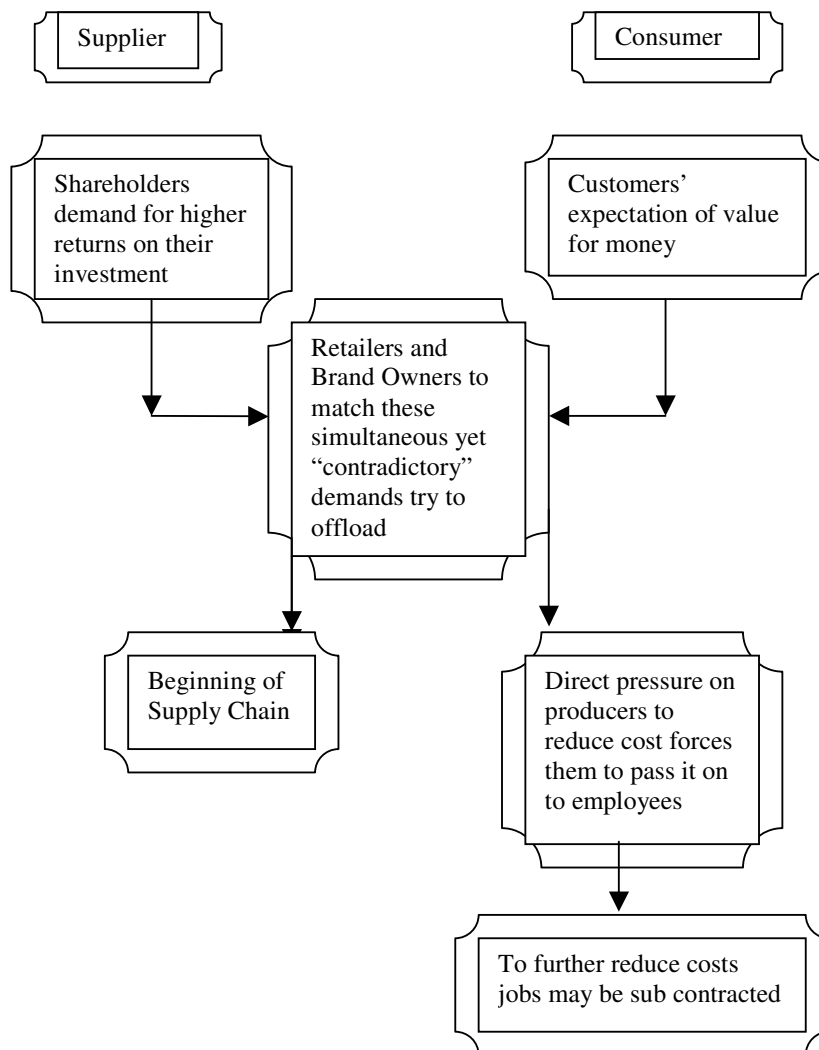 Supplier
Consumer
Shareholders
demand for higher
returns on their
investment
Customers’
expectation of value
for money
Retailers and
Brand Owners to
match these
simultaneous yet
“contradictory”
demands try to
offload
Beginning of
Supply Chain
Direct pressure on
producers to
reduce cost forces
them to pass it on
to employees
To further reduce costs
jobs may be sub contracted